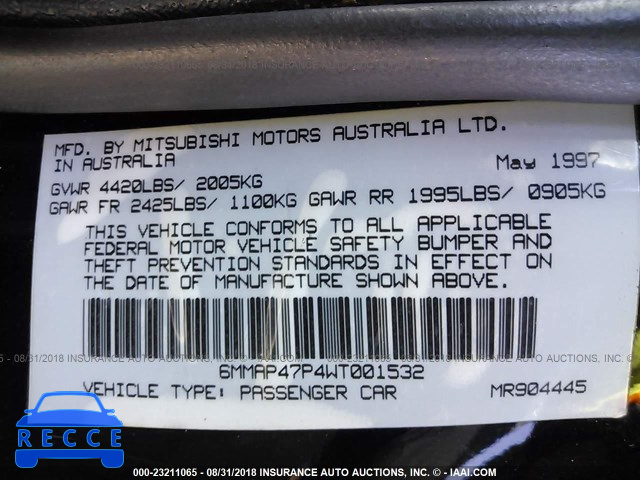 MFD. BY MITSUBISHI MOTORS AUSTRALIA LTD.
IN AUSTRALIA May 1997
GVWR 4420LBS/ 2005KG
GAWR FR 2425LBS/ 1100KG GAWR RR 1995LBS/ 0905KG
THIS VEHICLE CONFORMS TO ALL APPLICABLE
FEDERAL MOTOR VEHICLE SAFETY BUMPER AND
THEFT PREVENTION STANDARDS IN EFFECT ON
THE DATE OF MANUFACTURE SHOWN ABOVE.
6MMAP47P4WT001532
VEHICLE TYPE: PASSENGER CAR MR904445
RECCE
000-23211065 - 08/31/2018 INSURANCE AUTO AUCTIONS, INC. - IAAI.COM